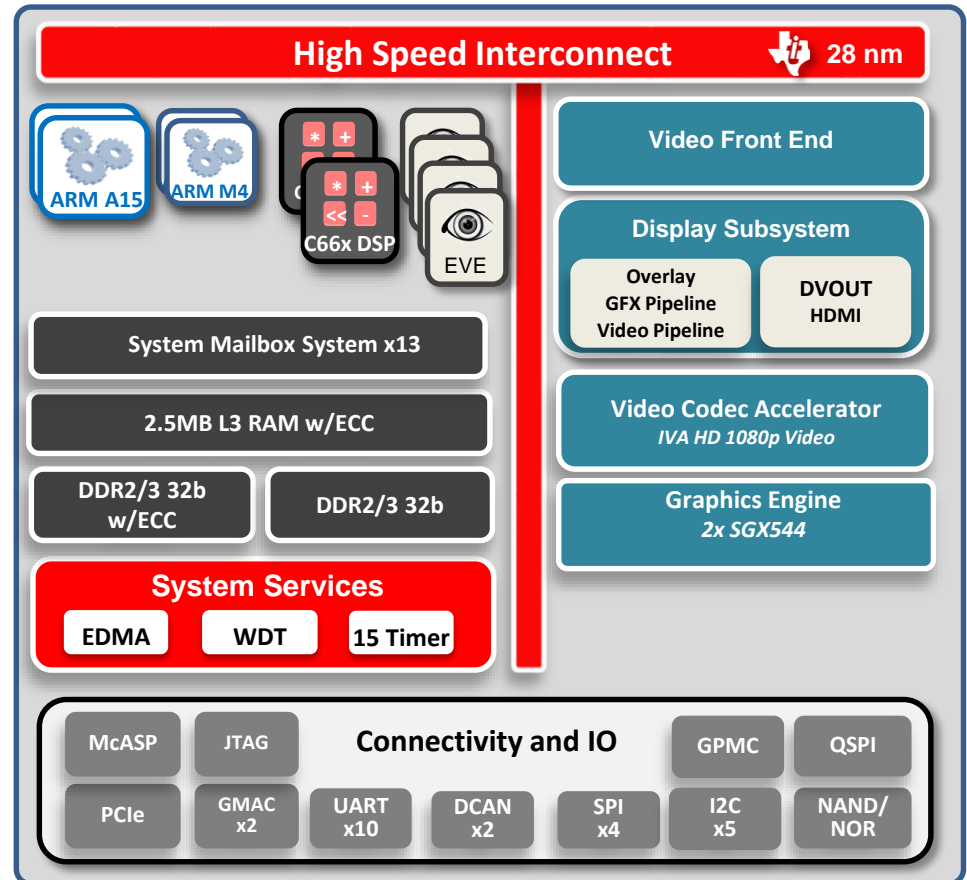 High Speed Interconnect
28 nm
ARM A15
ARM M4
* +
* +
<< -
C66x DSP
EVE
Video Front End
Display Subsystem
Overlay
GFX Pipeline
Video Pipeline
DVOUT
HDMI
System Mailbox System x13
2.5MB L3 RAM w/ECC
DDR2/3 32b
w/ECC
DDR2/3 32b
Video Codec Accelerator
IVA HD 1080p Video
Graphics Engine
2x SGX544
System Services
EDMA
WDT
15 Timer
Connectivity and IO
McASP
JTAG
GPMC
QSPI
PCIe
GMAC
x2
UART
x10
DCAN
x2
SPI
x4
I2C
x5
NAND/
NOR